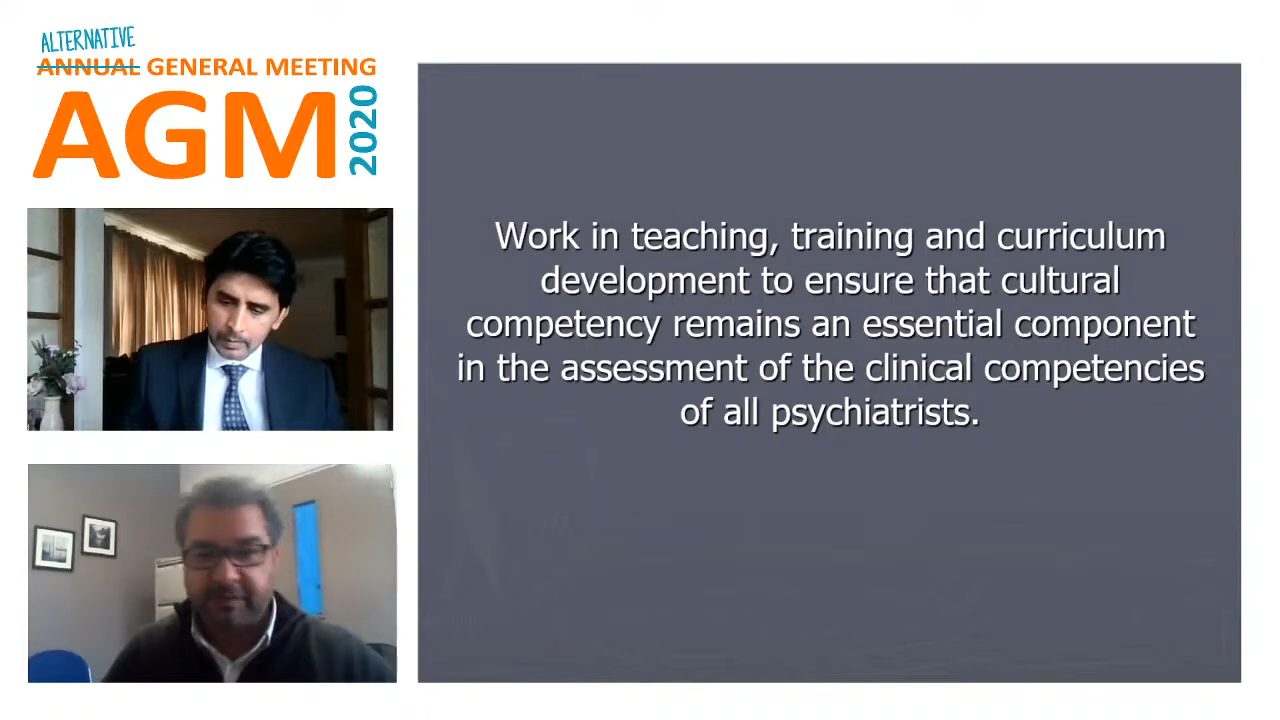 ALTERNATIVE
ANNUAL GENERAL MEETING
AGM 2020
Work in teaching, training and curriculum
development to ensure that cultural
competency remains an essential component
in the assessment of the clinical competencies
of all psychiatrists.